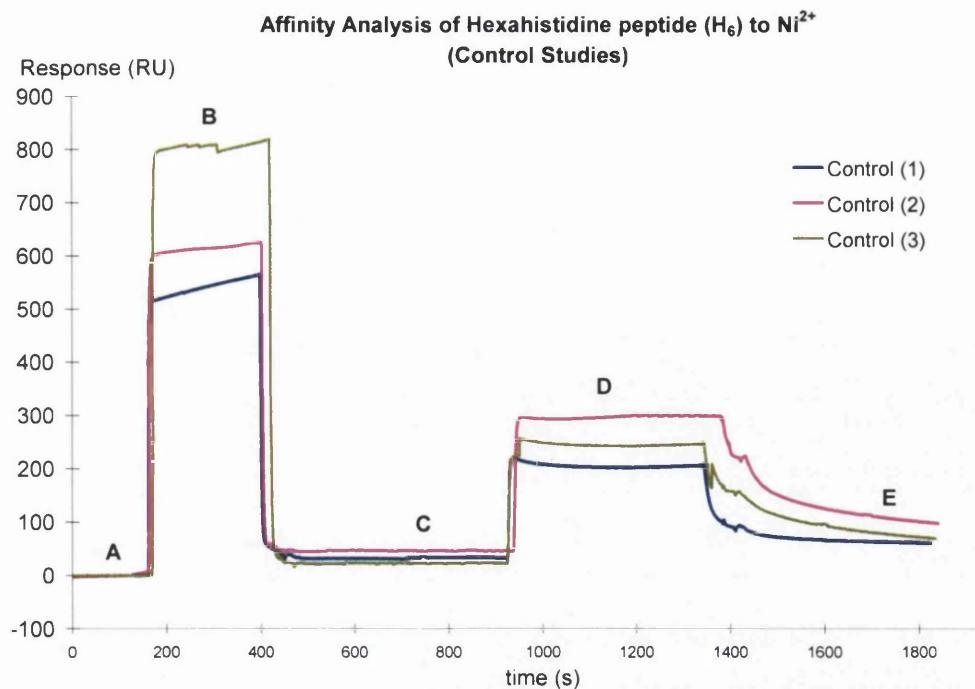 Affinity Analysis of Hexahistidine peptide (H₆) to Ni²⁺
(Control Studies)
Response (RU)
900
800
700
600
500
400
300
200
100
0
-100
A
B
C
D
E
Control (1)
Control (2)
Control (3)
0 200 400 600 800 1000 1200 1400 1600 1800
time (s)